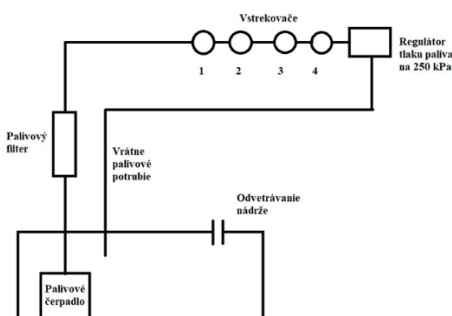 Vstrekovače
1 2 3 4
Regulátor
tlaku paliva
na 250 kPa
Palivový
filter
Vrátne
palivové
potrubie
Odvetrávanie
nádrže
Palivové
čerpadlo